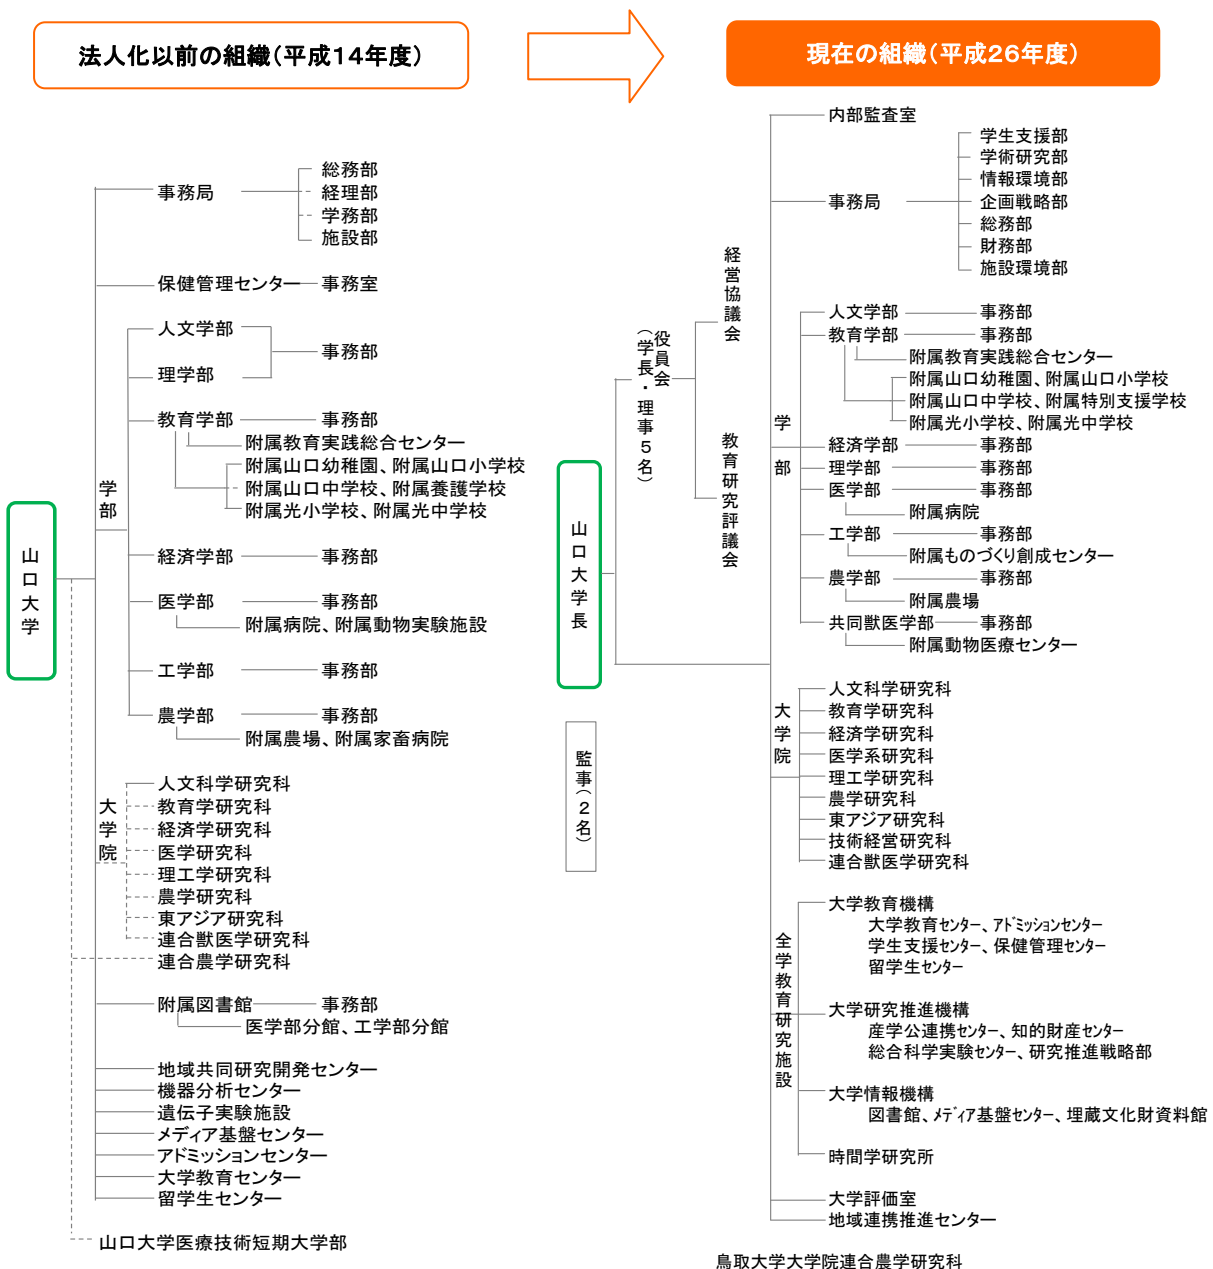 法人化以前の組織(平成14年度)
山口大学
事務局
総務部
経理部
学務部
施設部
保健管理センター
事務室
学部
人文学部
理学部
事務部
教育学部
事務部
附属教育実践総合センター
附属山口幼稚園、附属山口小学校
附属山口中学校、附属養護学校
附属光小学校、附属光中学校
経済学部
事務部
医学部
事務部
附属病院、附属動物実験施設
工学部
事務部
農学部
事務部
附属農場、附属家畜病院
大学院
人文科学研究科
教育学研究科
経済学研究科
医学研究科
理工学研究科
農学研究科
東アジア研究科
連合獣医学研究科
連合農学研究科
附属図書館
事務部
医学部分館、工学部分館
地域共同研究開発センター
機器分析センター
遺伝子実験施設
メディア基盤センター
アドミッションセンター
大学教育センター
留学生センター
山口大学医療技術短期大学部
現在の組織(平成26年度)
山口大学長
監事(2名)
役員会
(学長・理事5名)
経営協議会
教育研究評議会
内部監査室
事務局
学生支援部
学術研究部
情報環境部
企画戦略部
総務部
財務部
施設環境部
学部
人文学部
事務部
教育学部
事務部
附属教育実践総合センター
附属山口幼稚園、附属山口小学校
附属山口中学校、附属特別支援学校
附属光小学校、附属光中学校
経済学部
事務部
理学部
事務部
医学部
事務部
附属病院
工学部
事務部
附属ものづくり創成センター
農学部
事務部
附属農場
共同獣医学部
事務部
附属動物医療センター
大学院
人文科学研究科
教育学研究科
経済学研究科
医学系研究科
理工学研究科
農学研究科
東アジア研究科
技術経営研究科
連合獣医学研究科
全学教育研究施設
大学教育機構
大学教育センター、アドミッションセンター
学生支援センター、保健管理センター
留学生センター
大学研究推進機構
産学公連携センター、知的財産センター
総合科学実験センター、研究推進戦略部
大学情報機構
図書館、メディア基盤センター、埋蔵文化財資料館
時間学研究所
大学評価室
地域連携推進センター
鳥取大学大学院連合農学研究科